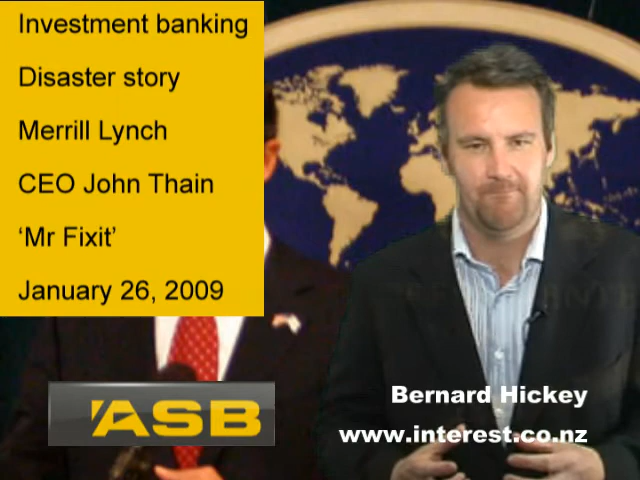 Investment banking
Disaster story
Merrill Lynch
CEO John Thain
‘Mr Fixit’
January 26, 2009
ASB
Bernard Hickey
www.interest.co.nz